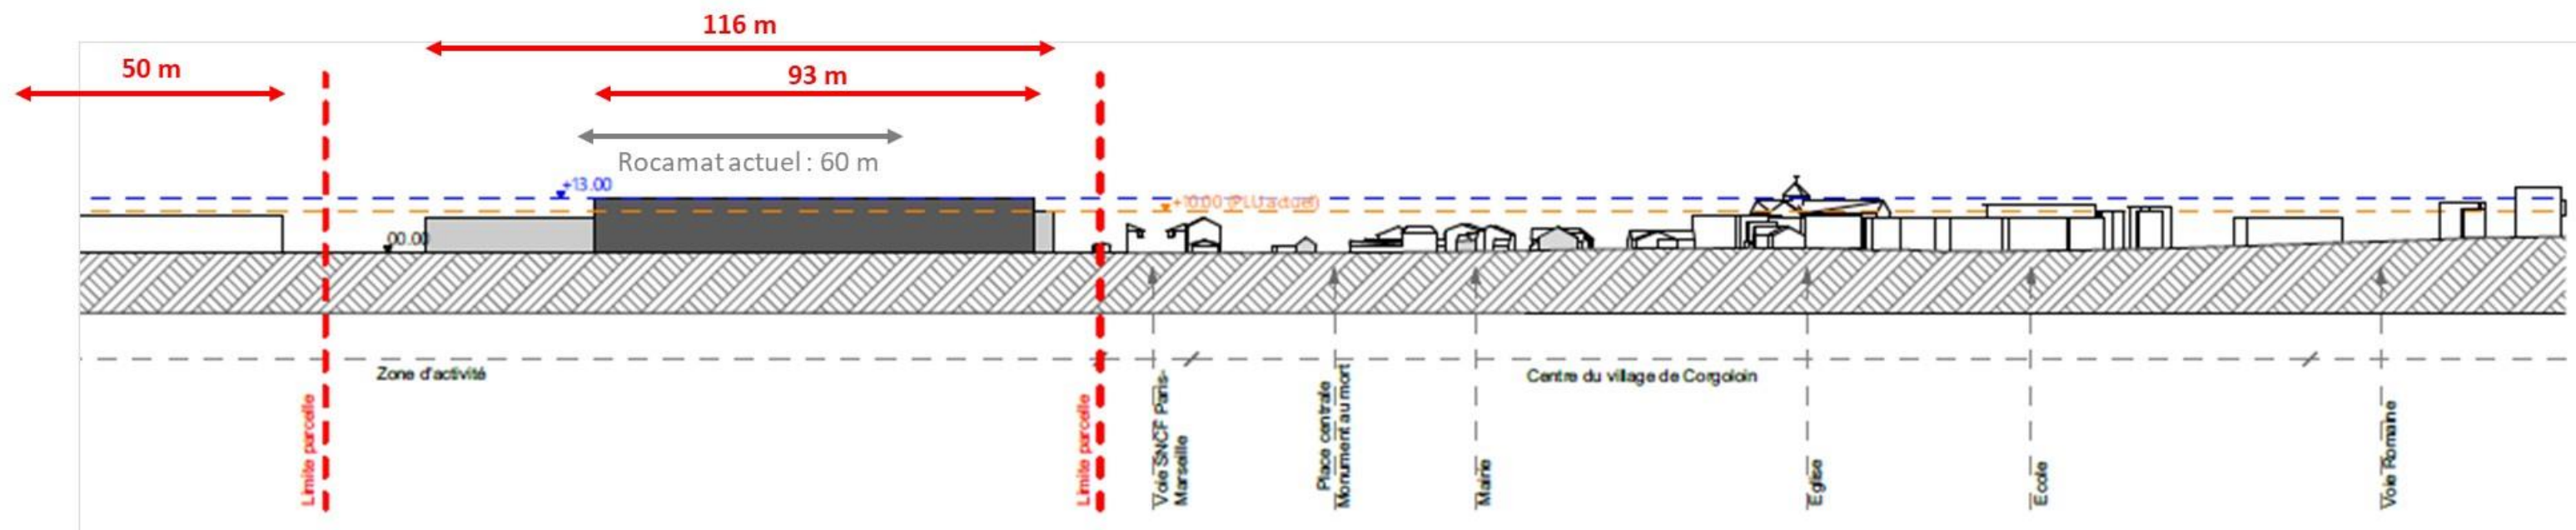 116 m
50 m
93 m
Rocamat actuel : 60 m
+13.00
+10.00 (PLU actuel)
00.00
Zone d'activité
Centre du village de Corgoloin
Limite parcelle
Limite parcelle
Voie SNCF Paris-
Marseille
Place centrale
Monument au mort
Mairie
Eglise
Ecole
Voie Romaine